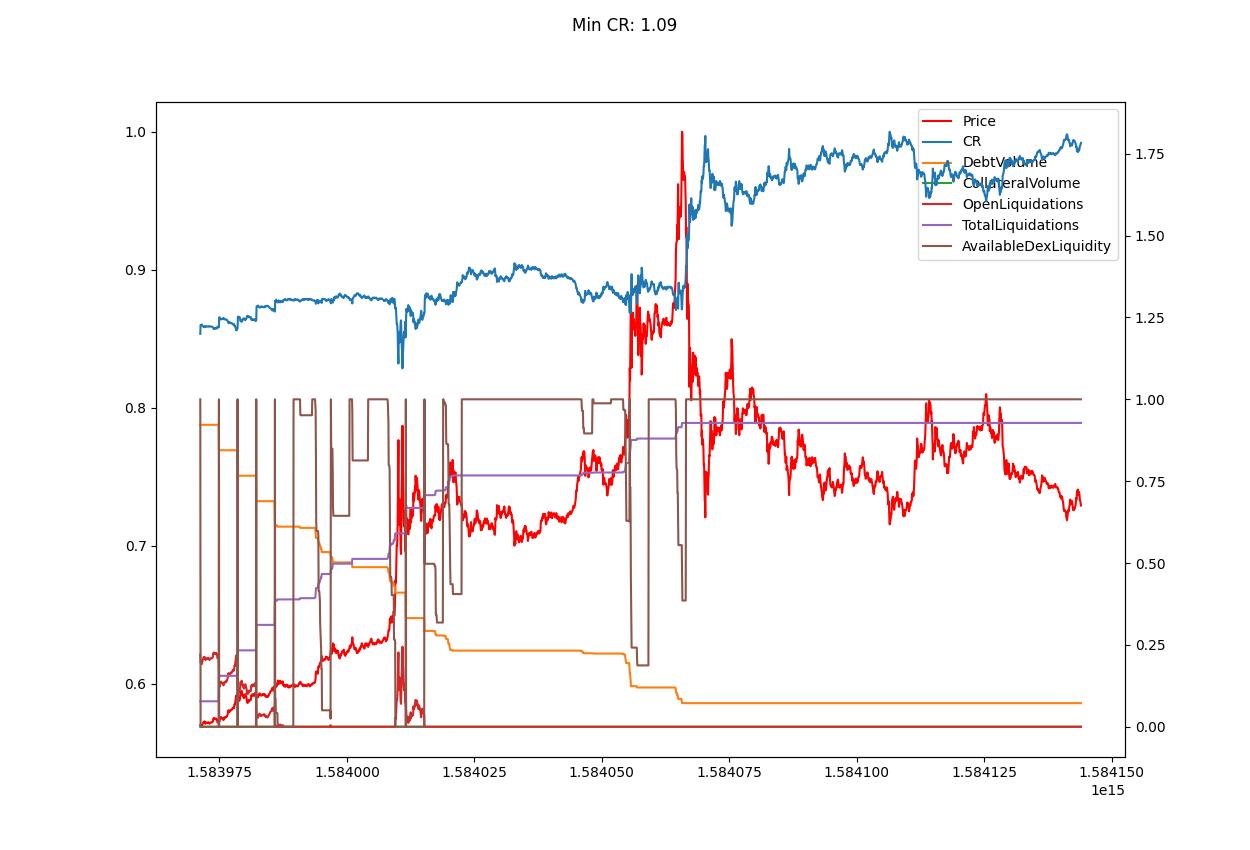 Min CR: 1.09
1.0
0.9
0.8
0.7
0.6
Price
CR
DebtVolume
CollateralVolume
OpenLiquidations
TotalLiquidations
AvailableDexLiquidity
1.75
1.50
1.25
1.00
0.75
0.50
0.25
0.00
1.583975 1.584000 1.584025 1.584050 1.584075 1.584100 1.584125 1.584150
1e15